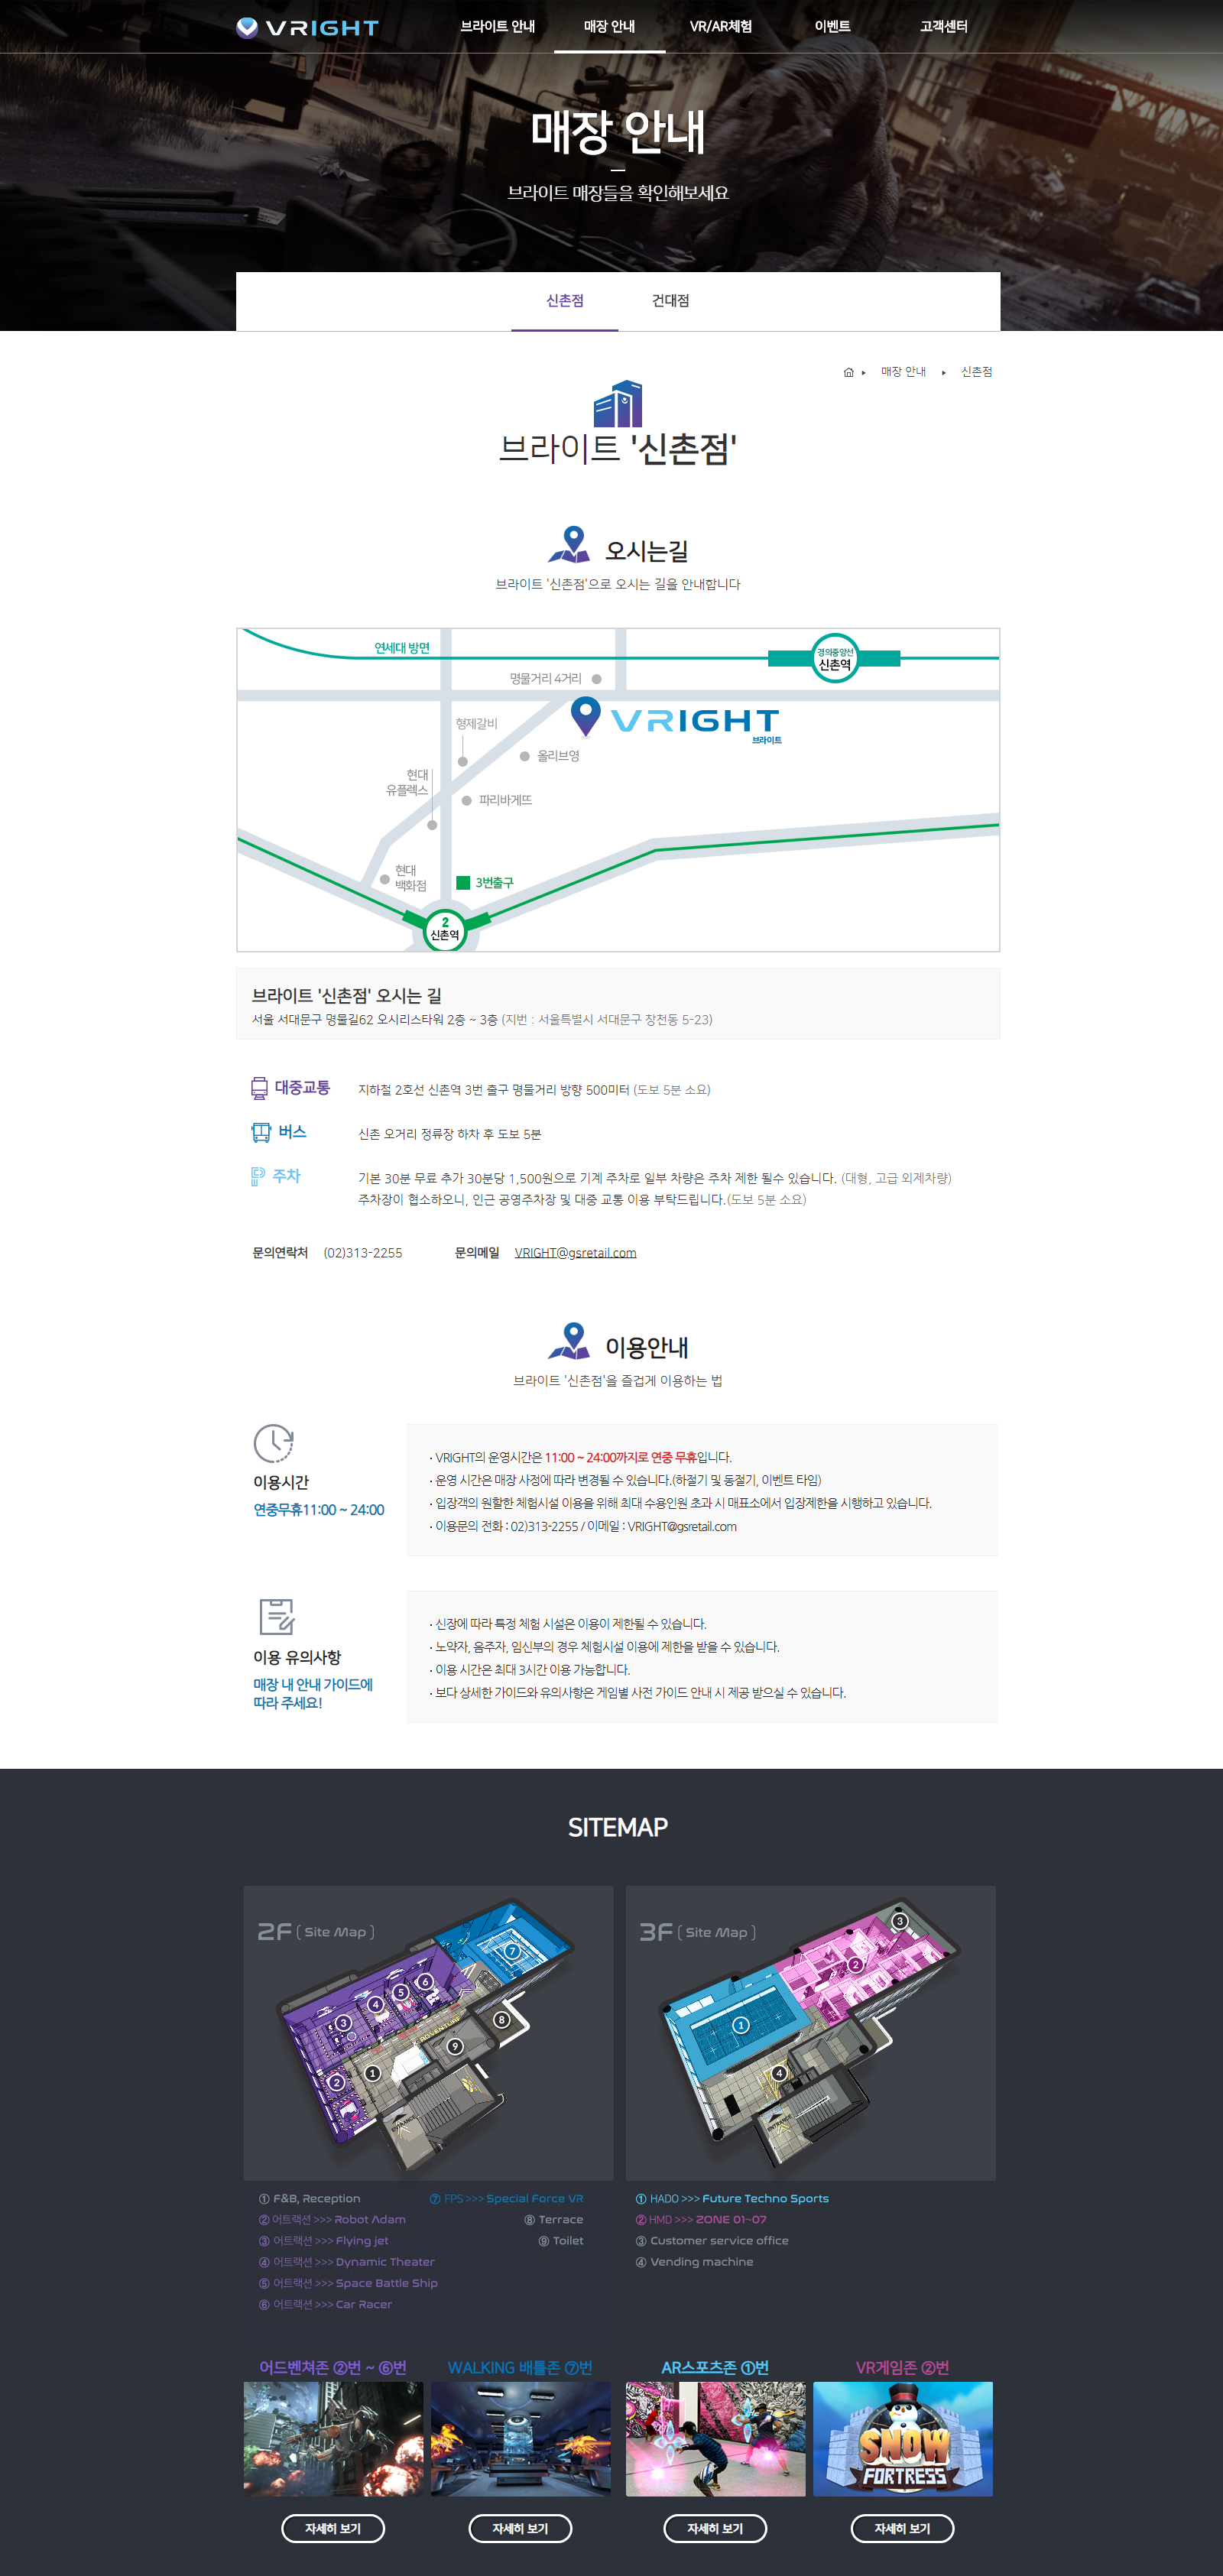 VRIGHT
브라이트 안내
매장 안내
VR/AR체험
이벤트
고객센터
매장 안내
브라이트 매장들을 확인해보세요
신촌점
건대점
매장 안내
신촌점
브라이트 '신촌점'
오시는길
브라이트 '신촌점'으로 오시는 길을 안내합니다
연세대 방면
경의중앙선
신촌역
명물거리 4거리
VRIGHT
브라이트
형제갈비
올리브영
현대
유플렉스
파리바게뜨
현대
백화점
3번출구
2
신촌역
브라이트 '신촌점' 오시는 길
서울 서대문구 명물길62 오시리스타워 2층 ~ 3층 (지번 : 서울특별시 서대문구 창천동 5-23)
대중교통
지하철 2호선 신촌역 3번 출구 명물거리 방향 500미터 (도보 5분 소요)
버스
신촌 오거리 정류장 하차 후 도보 5분
주차
기본 30분 무료 추가 30분당 1,500원으로 기계 주차로 일부 차량은 주차 제한 될수 있습니다. (대형, 고급 외제차량)
주차장이 협소하오니, 인근 공영주차장 및 대중 교통 이용 부탁드립니다.(도보 5분 소요)
문의연락처 (02)313-2255
문의메일 VRIGHT@gsretail.com
이용안내
브라이트 '신촌점'을 즐겁게 이용하는 법
이용시간
연중무휴11:00 ~ 24:00
· VRIGHT의 운영시간은 11:00 ~ 24:00까지로 연중 무휴입니다.
· 운영 시간은 매장 사정에 따라 변경될 수 있습니다.(하절기 및 동절기, 이벤트 타임)
· 입장객의 원할한 체험시설 이용을 위해 최대 수용인원 초과 시 매표소에서 입장제한을 시행하고 있습니다.
· 이용문의 전화 : 02)313-2255 / 이메일 : VRIGHT@gsretail.com
이용 유의사항
매장 내 안내 가이드에
따라 주세요!
· 신장에 따라 특정 체험 시설은 이용이 제한될 수 있습니다.
· 노약자, 음주자, 임신부의 경우 체험시설 이용에 제한을 받을 수 있습니다.
· 이용 시간은 최대 3시간 이용 가능합니다.
· 보다 상세한 가이드와 유의사항은 게임별 사전 가이드 안내 시 제공 받으실 수 있습니다.
SITEMAP
2F ( Site Map )
7
6
5
4
3
ADVENTURE
8
9
1
2
ENTRANCE
3F ( Site Map )
3
2
1
4
ENTRANCE
① F&B, Reception
② 어트랙션 >>> Robot Adam
③ 어트랙션 >>> Flying jet
④ 어트랙션 >>> Dynamic Theater
⑤ 어트랙션 >>> Space Battle Ship
⑥ 어트랙션 >>> Car Racer
⑦ FPS >>> Special Force VR
⑧ Terrace
⑨ Toilet
① HADO >>> Future Techno Sports
② HMD >>> ZONE 01~07
③ Customer service office
④ Vending machine
어드벤쳐존 ②번 ~ ⑥번
WALKING 배틀존 ⑦번
AR스포츠존 ①번
VR게임존 ②번
SNOW
FORTRESS
자세히 보기
자세히 보기
자세히 보기
자세히 보기